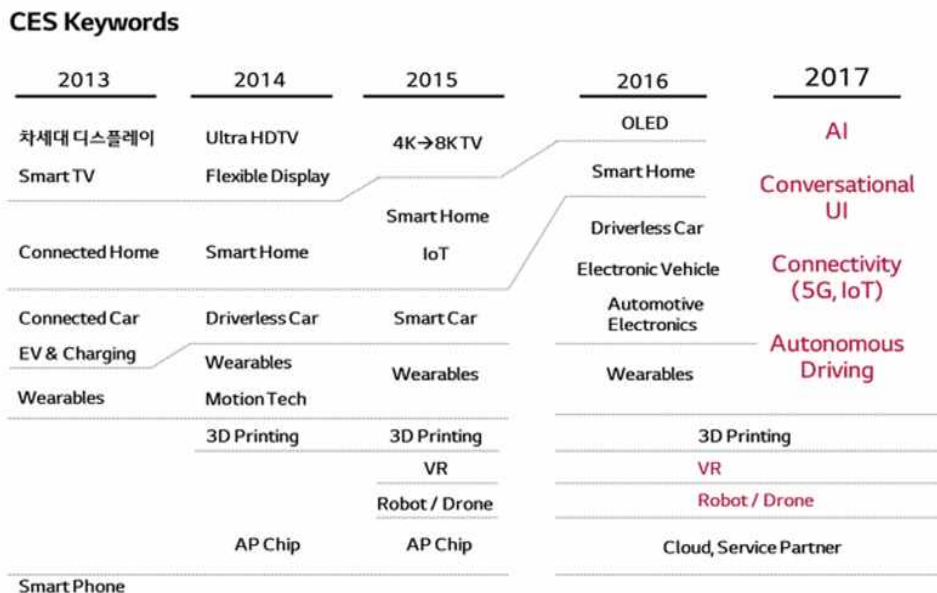 CES Keywords
2013
차세대 디스플레이
Smart TV
Connected Home
Connected Car
EV & Charging
Wearables
Smart Phone
2014
Ultra HDTV
Flexible Display
Smart Home
Driverless Car
Wearables
Motion Tech
3D Printing
AP Chip
2015
4K→8K TV
Smart Home
IoT
Smart Car
Wearables
3D Printing
VR
Robot / Drone
AP Chip
2016
OLED
Smart Home
Driverless Car
Electronic Vehicle
Automotive
Electronics
Wearables
2017
AI
Conversational
UI
Connectivity
(5G, IoT)
Autonomous
Driving
3D Printing
VR
Robot / Drone
Cloud, Service Partner